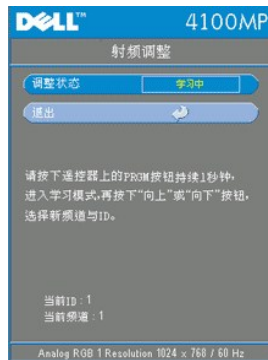 DELL™ 4100MP
射频调整
调整状态 学习中
退出
请按下遥控器上的PRGM按钮持续1秒钟,
进入学习模式,再按下“向上”或“向下”按钮,
选择新频道与ID。
当前ID:1
当前频道:1
Analog RGB 1 Resolution 1024 x 768 / 60 Hz